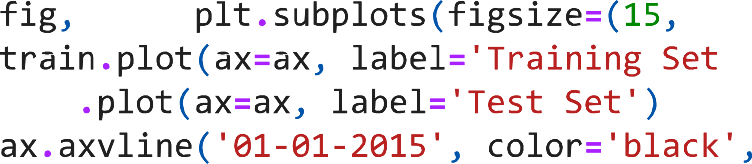 fig, plt.subplots(figsize=(15,
train.plot(ax=ax, label='Training Set
.plot(ax=ax, label='Test Set')
ax.axvline('01-01-2015', color='black',